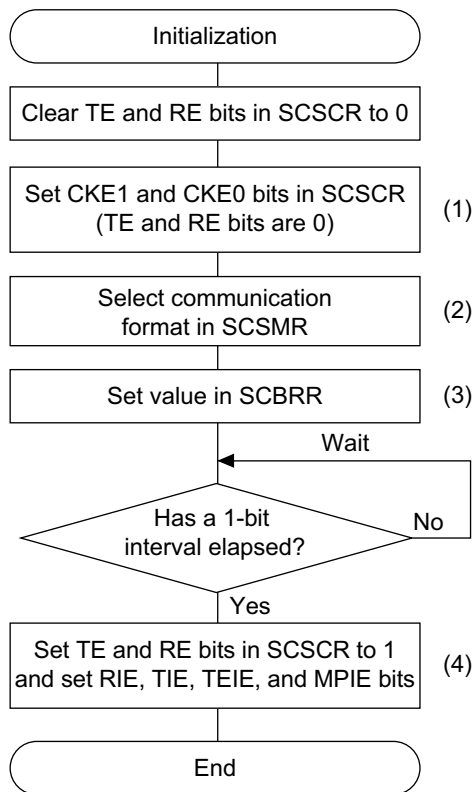 Initialization
Clear TE and RE bits in SCSCR to 0
Set CKE1 and CKE0 bits in SCSCR
(TE and RE bits are 0)
(1)
Select communication
format in SCSMR
(2)
Set value in SCBRR
(3)
Wait
Has a 1-bit
interval elapsed?
No
Yes
Set TE and RE bits in SCSCR to 1
and set RIE, TIE, TEIE, and MPIE bits
(4)
End